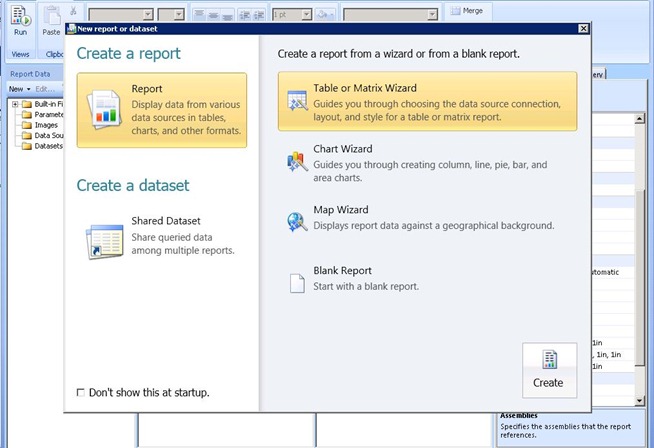 Run
Paste
1 pt
Merge
Views
Clipbo
New report or dataset
Report Data
New
Edit...
Built-in Fi
Parameter
Images
Data Sou
Datasets
Create a report
Report
Display data from various
data sources in tables,
charts, and other formats.
Create a dataset
Shared Dataset
Share queried data
among multiple reports.
Don't show this at startup.
Create a report from a wizard or from a blank report.
Table or Matrix Wizard
Guides you through choosing the data source connection,
layout, and style for a table or matrix report.
Chart Wizard
Guides you through creating column, line, pie, bar, and
area charts.
Map Wizard
Displays report data against a geographical background.
Blank Report
Start with a blank report.
Create
utomatic
1in
, 1in, 1in
1in
Assemblies
Specifies the assemblies that the report
references.